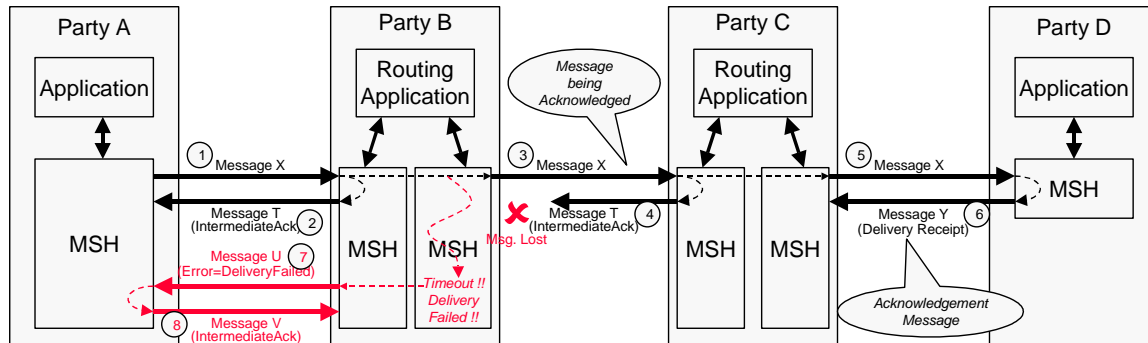 Party A
Party B
Party C
Party D
Application
Routing
Application
Message
being
Acknowledged
Routing
Application
Application
1
Message X
3
Message X
5
Message X
Message T
(IntermediateAck)
2
Msg. Lost
Message T
(IntermediateAck)
4
Message Y
(Delivery Receipt)
6
MSH
MSH
MSH
MSH
MSH
MSH
Message U
(Error=DeliveryFailed)
7
Timeout !!
Delivery
Failed !!
8
Message V
(IntermediateAck)
Acknowledgement
Message